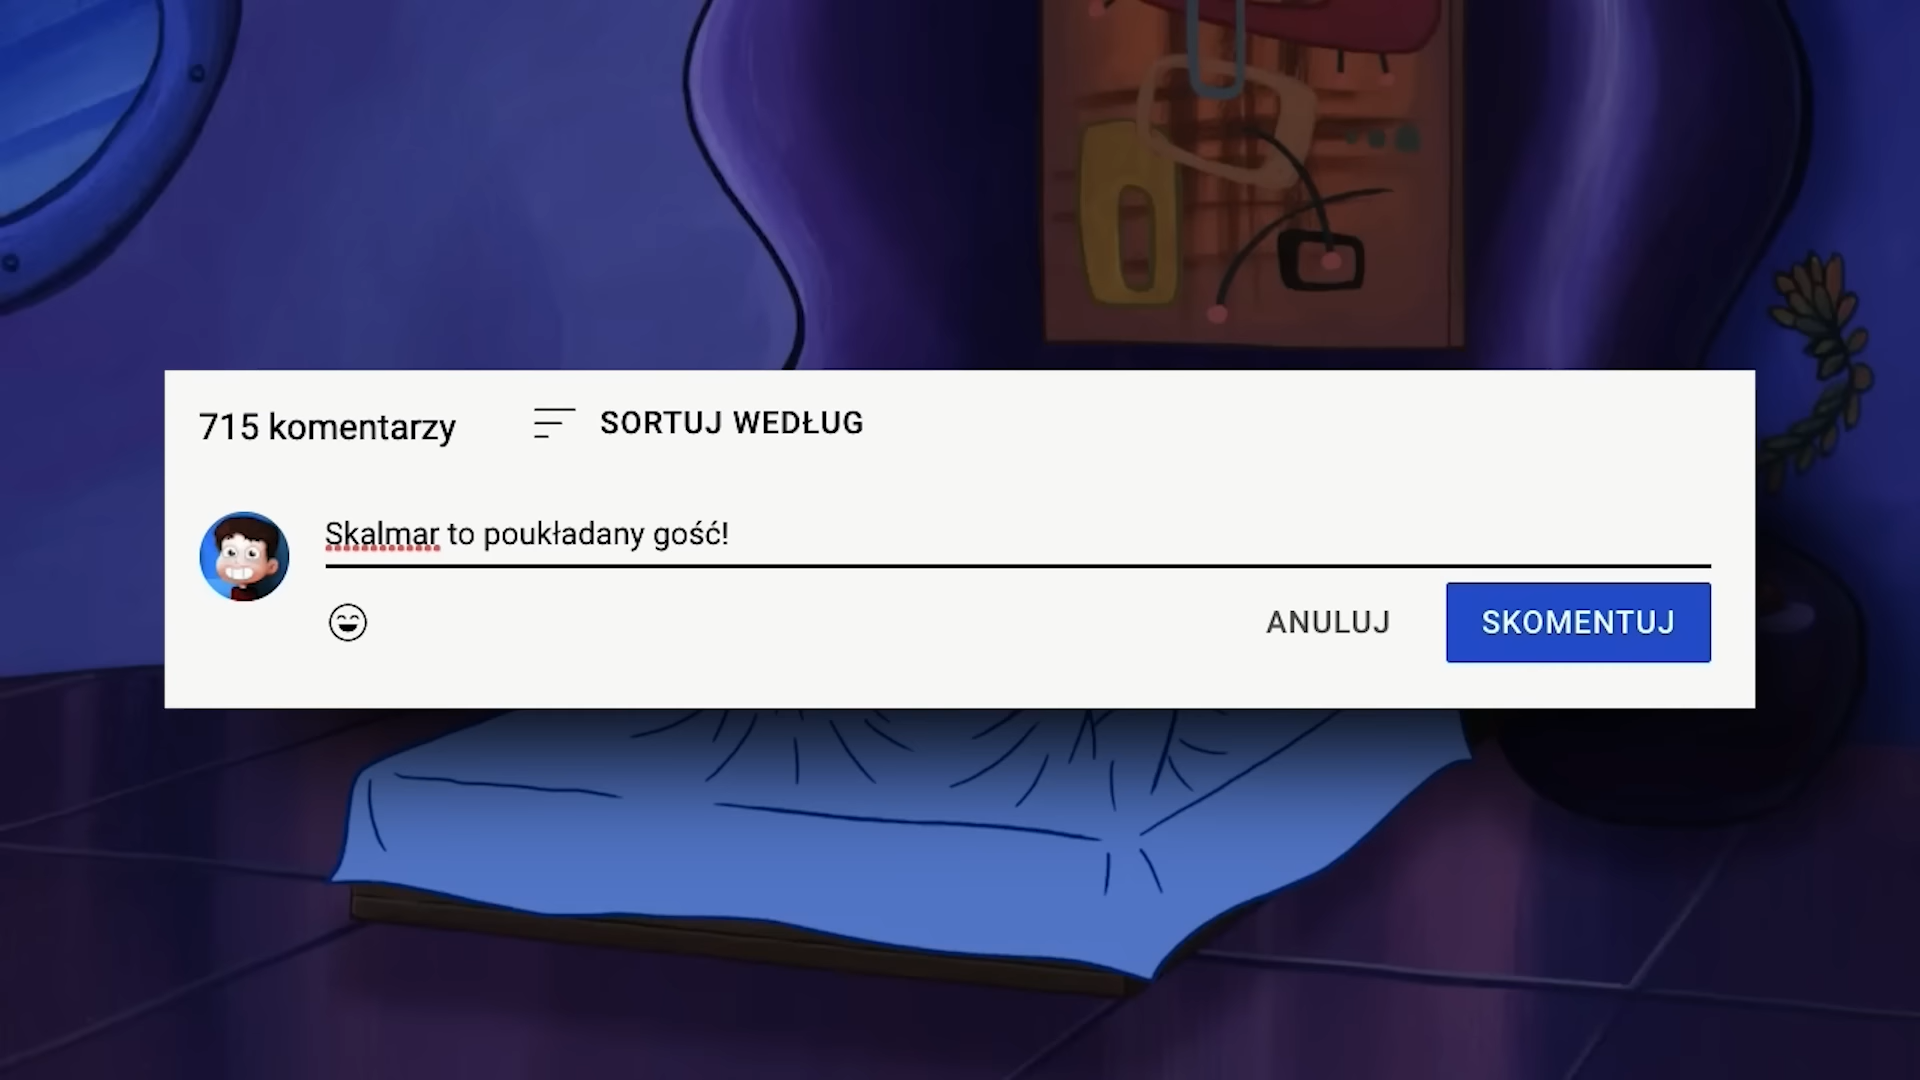 715 komentarzy SORTUJ WEDŁUG
Skalmar to poukładany gość!
ANULUJ SKOMENTUJ